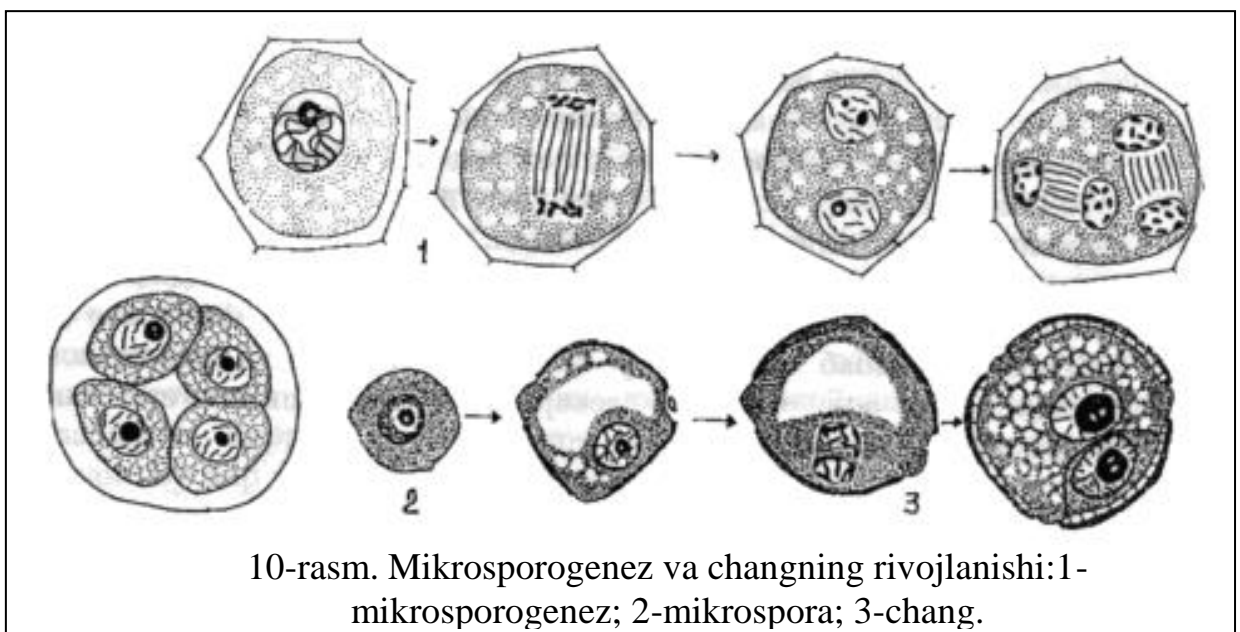 1
2
3
10-rasm. Mikrosporogenez va changning rivojlanishi:1-
mikrosporogenez; 2-mikrospora; 3-chang.